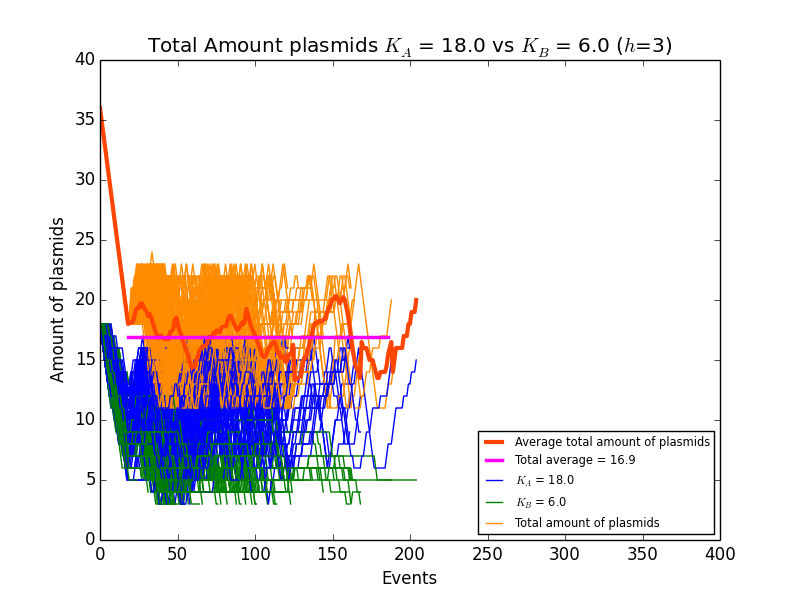 Total Amount plasmids K_A = 18.0 vs K_B = 6.0 (h=3)
Amount of plasmids
40
35
30
25
20
15
10
5
0
0 50 100 150 200 250 300 350 400
Events
Average total amount of plasmids
Total average = 16.9
K_A = 18.0
K_B = 6.0
Total amount of plasmids